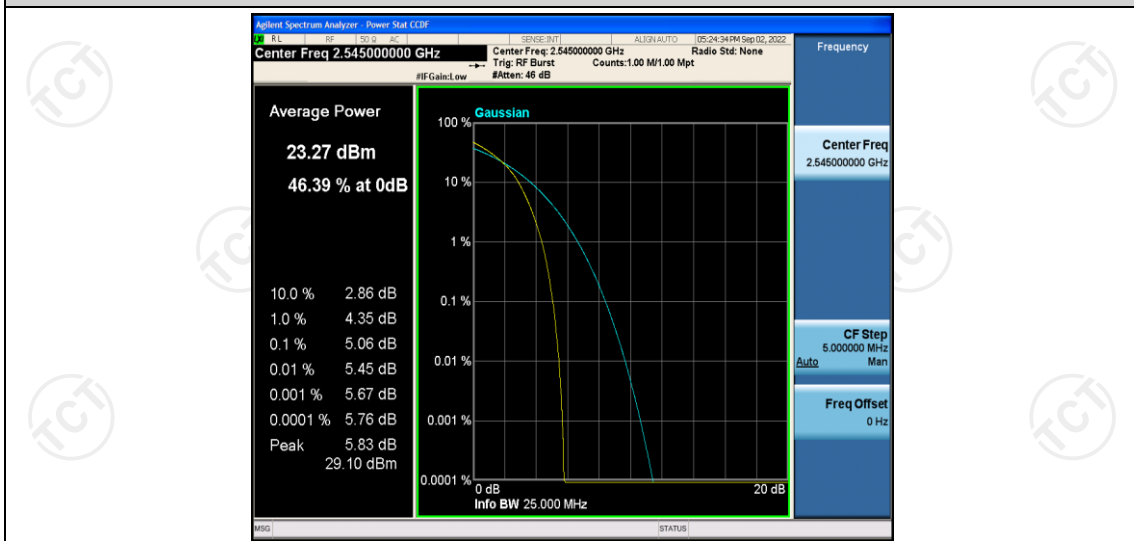 Agilent Spectrum Analyzer - Power Stat CCDF
RL RF 50 Ω AC SENSE:INT ALIGN AUTO 05:24:34 PM Sep 02, 2022
Center Freq 2.545000000 GHz
Center Freq: 2.545000000 GHz Radio Std: None
Trig: RF Burst Counts:1.00 M/1.00 Mpt
#IFGain:Low #Atten: 46 dB
Frequency
Average Power
23.27 dBm
46.39 % at 0dB
10.0 % 2.86 dB
1.0 % 4.35 dB
0.1 % 5.06 dB
0.01 % 5.45 dB
0.001 % 5.67 dB
0.0001 % 5.76 dB
Peak 5.83 dB
29.10 dBm
Gaussian
100 %
10 %
1 %
0.1 %
0.01 %
0.001 %
0.0001 %
0 dB 20 dB
Info BW 25.000 MHz
Center Freq
2.545000000 GHz
CF Step
5.000000 MHz
Auto Man
Freq Offset
0 Hz
MSG STATUS
TCT
TCT
TCT
TCT
TCT
TCT